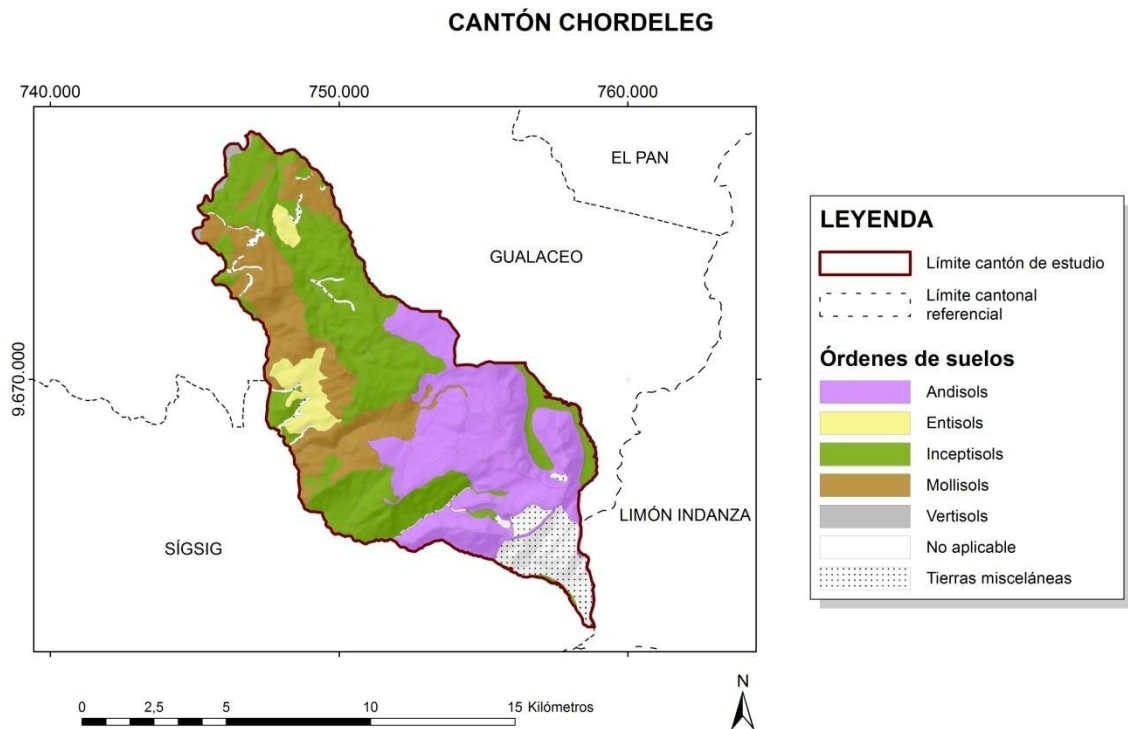 CANTÓN CHORDELEG
740.000
750.000
760.000
9.670.000
EL PAN
GUALACEO
LIMÓN INDANZA
SÍGSIG
LEYENDA
Límite cantón de estudio
Límite cantonal
referencial
Órdenes de suelos
Andisols
Entisols
Inceptisols
Mollisols
Vertisols
No aplicable
Tierras misceláneas
N
0 2,5 5 10 15 Kilómetros